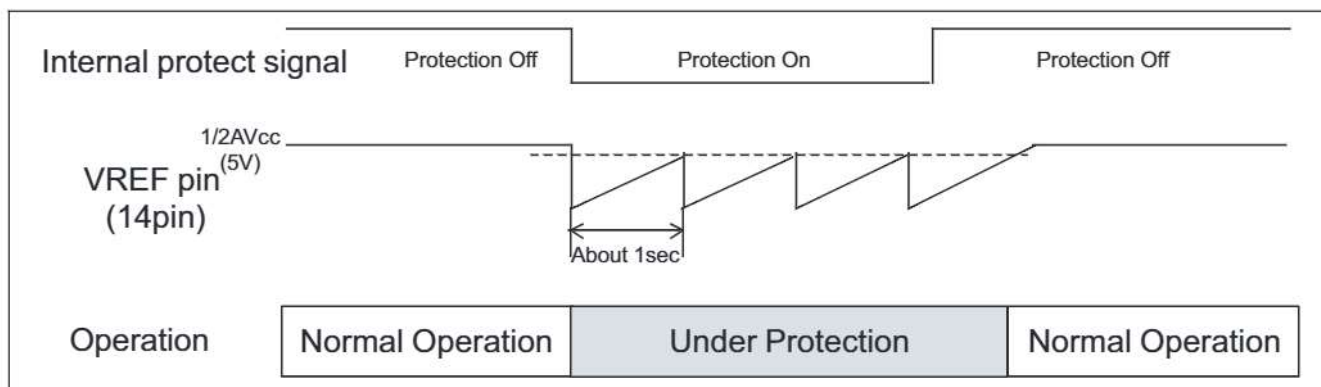 Internal protect signal
Protection Off
Protection On
Protection Off
1/2AVcc
(5V)
VREF pin
(14pin)
About 1sec
Operation
Normal Operation
Under Protection
Normal Operation